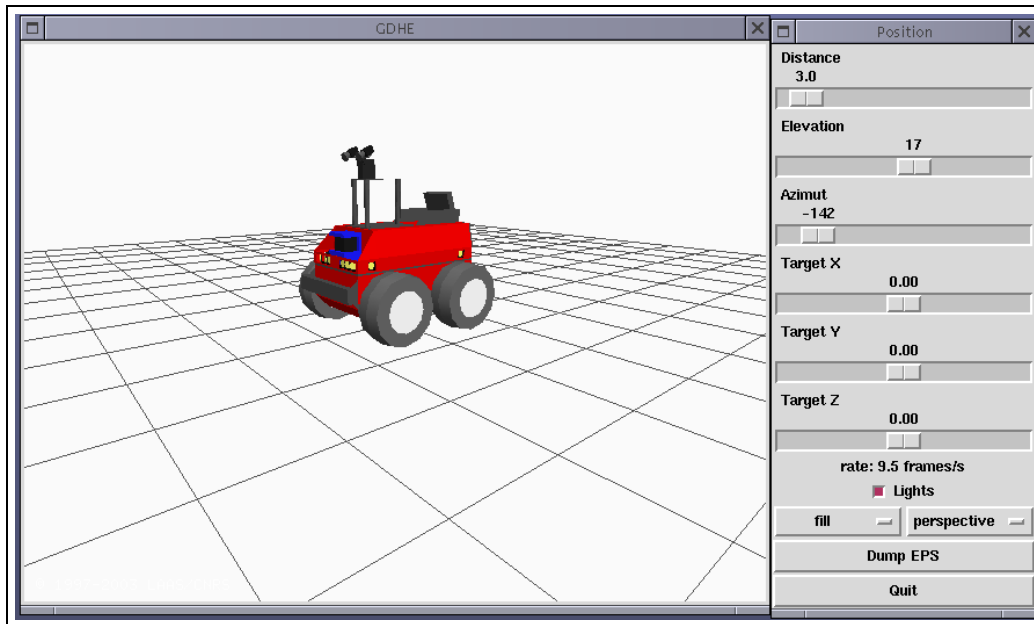 GDHE
Position
Distance
3.0
Elevation
17
Azimut
-142
Target X
0.00
Target Y
0.00
Target Z
0.00
rate: 9.5 frames/s
Lights
fill
perspective
Dump EPS
Quit